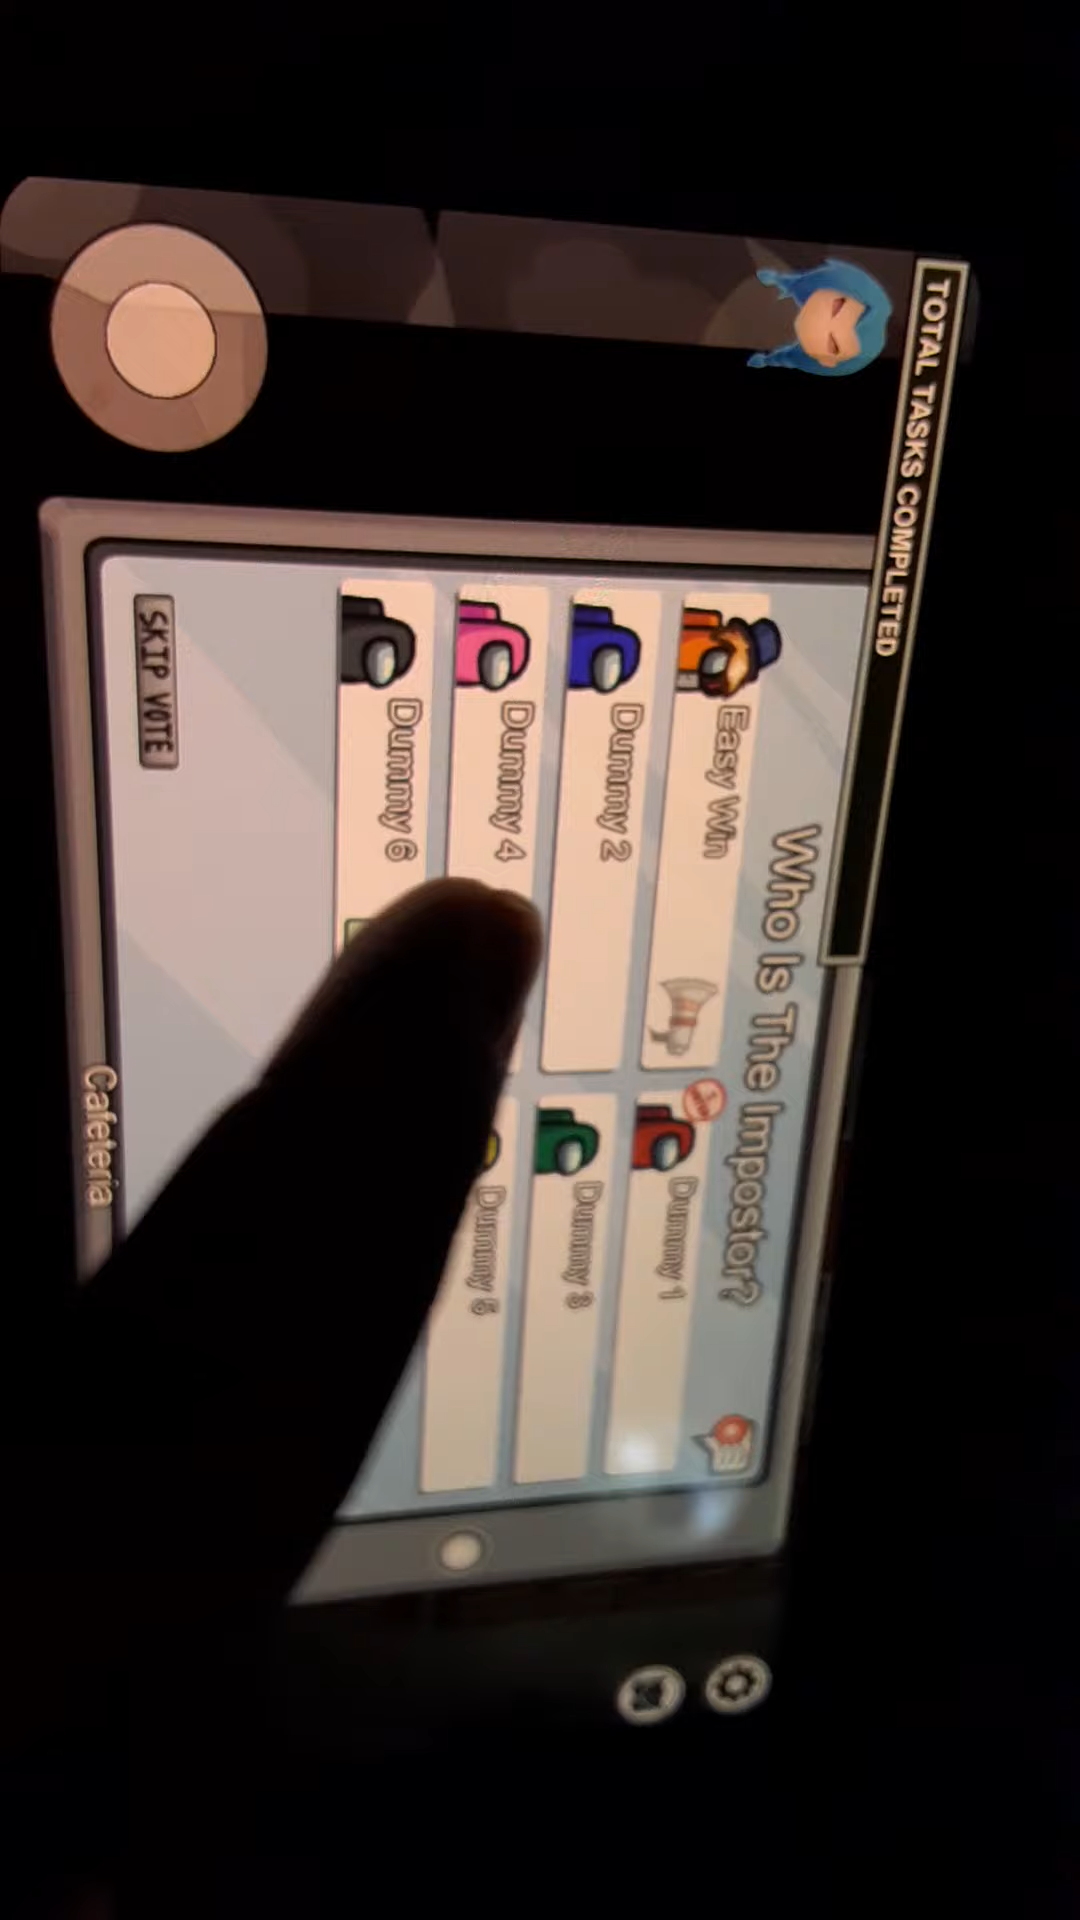 TOTAL TASKS COMPLETED
Who Is The Impostor?
Easy Win
Dummy 1
Dummy 2
Dummy 3
Dummy 4
Dummy 5
Dummy 6
SKIP VOTE
Cafeteria